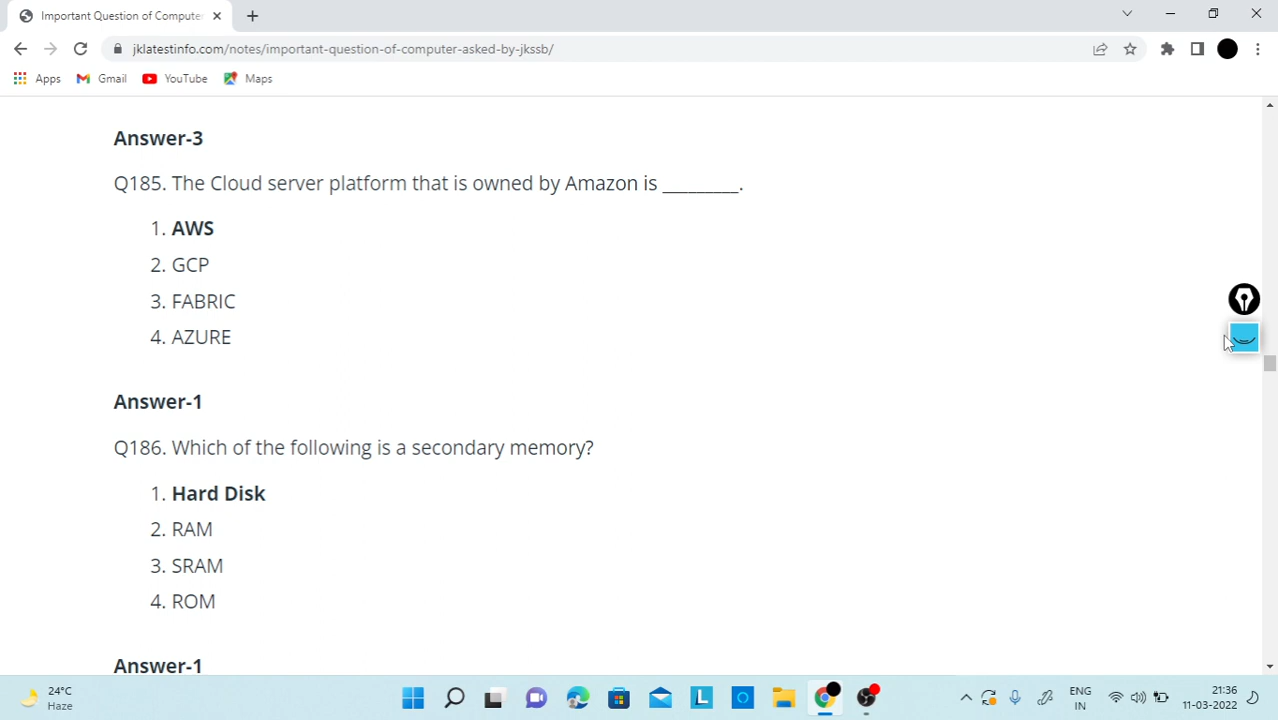 Important Question of Compute
jklatestinfo.com/notes/important-question-of-computer-asked-by-jkssb/
Apps Gmail YouTube Maps
Answer-3
Q185. The Cloud server platform that is owned by Amazon is _________.
1. AWS
2. GCP
3. FABRIC
4. AZURE
Answer-1
Q186. Which of the following is a secondary memory?
1. Hard Disk
2. RAM
3. SRAM
4. ROM
Answer-1
24°C
Haze
L
ENG
IN
21:36
11-03-2022